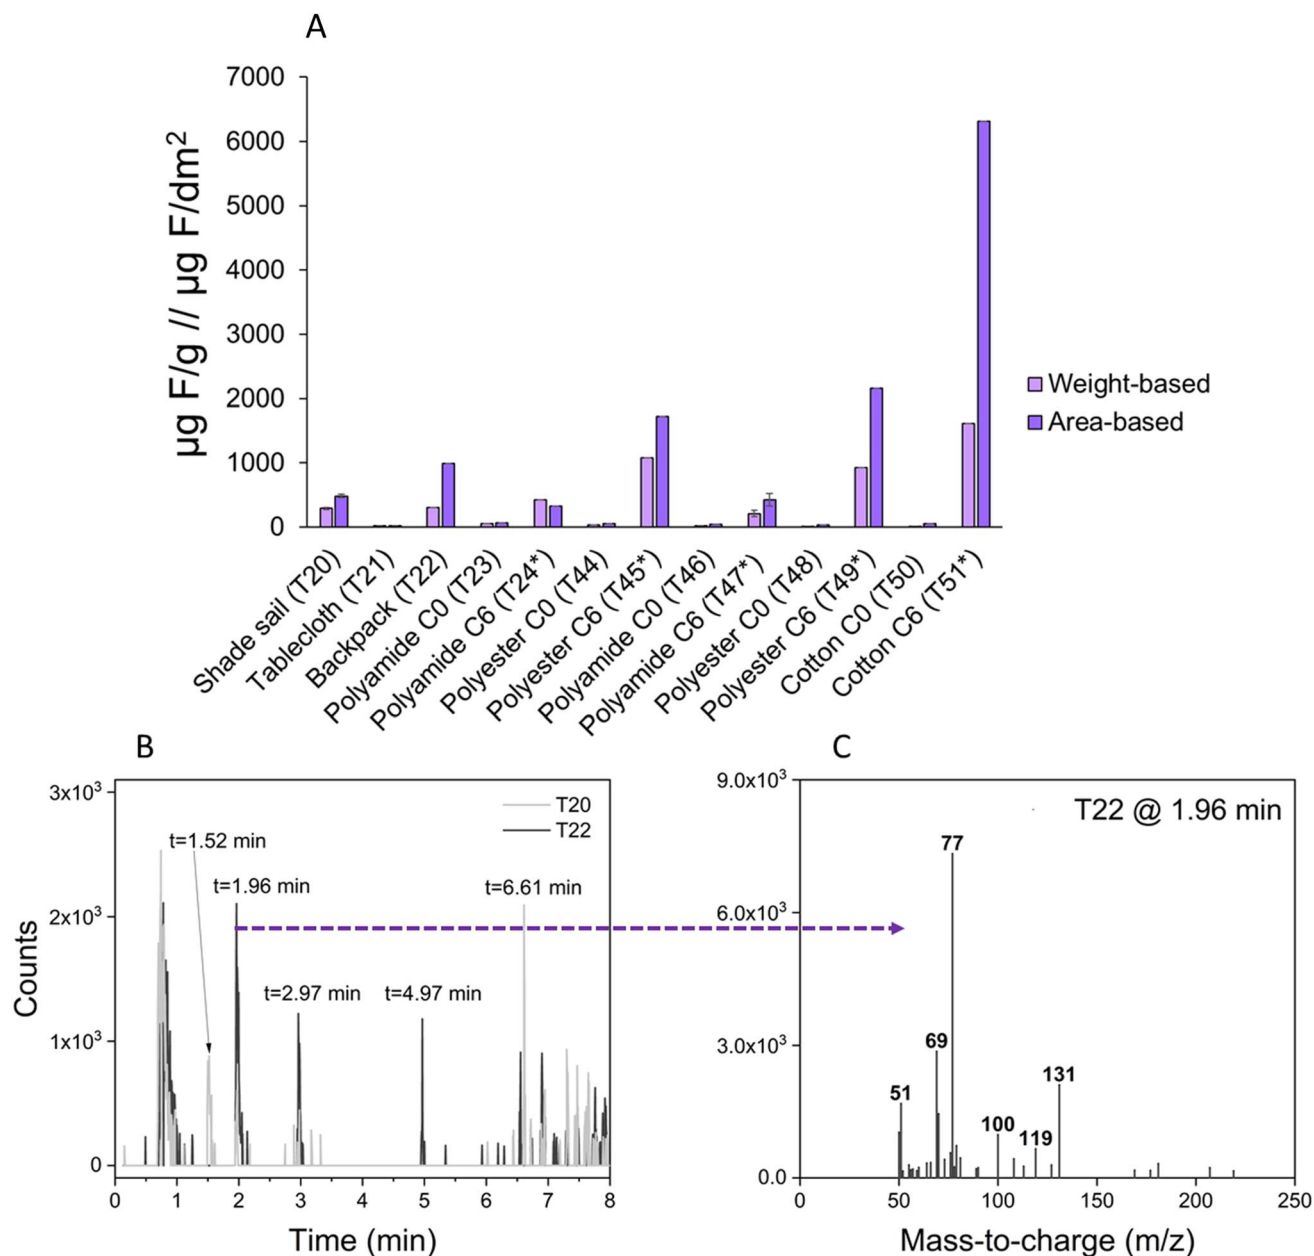 A
7000
6000
5000
4000
3000
2000
1000
0
µg F/g // µg F/dm²
Weight-based
Area-based
Shade sail (T20)
Tablecloth (T21)
Backpack (T22)
Polyamide C0 (T23)
Polyamide C6 (T24*)
Polyester C0 (T44)
Polyester C6 (T45*)
Polyamide C0 (T46)
Polyamide C6 (T47*)
Polyester C0 (T48)
Polyester C6 (T49*)
Cotton C0 (T50)
Cotton C6 (T51*)
B
3x10³
2x10³
1x10³
0
Counts
T20
T22
t=1.52 min
t=1.96 min
t=6.61 min
t=2.97 min
t=4.97 min
0 1 2 3 4 5 6 7 8
Time (min)
C
9.0x10³
6.0x10³
3.0x10³
0.0
T22 @ 1.96 min
77
69
131
51
100
119
0 50 100 150 200 250
Mass-to-charge (m/z)